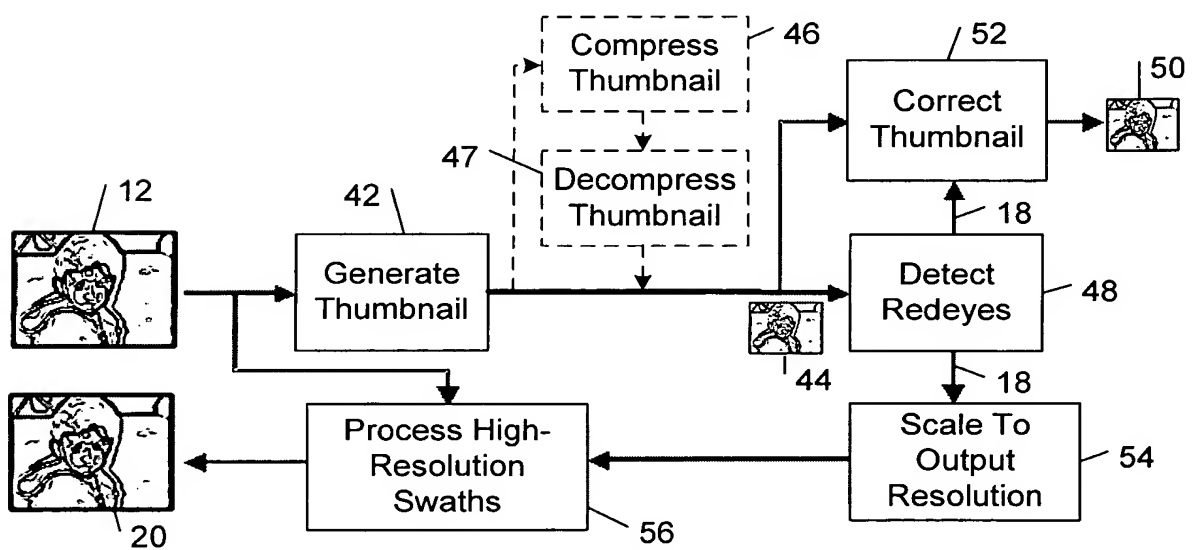 46
52
50
Compress
Thumbnail
Correct
Thumbnail
47
Decompress
Thumbnail
12
42
18
Generate
Thumbnail
Detect
Redeyes
48
44
18
Process High-
Resolution
Swaths
Scale To
Output
Resolution
54
20
56